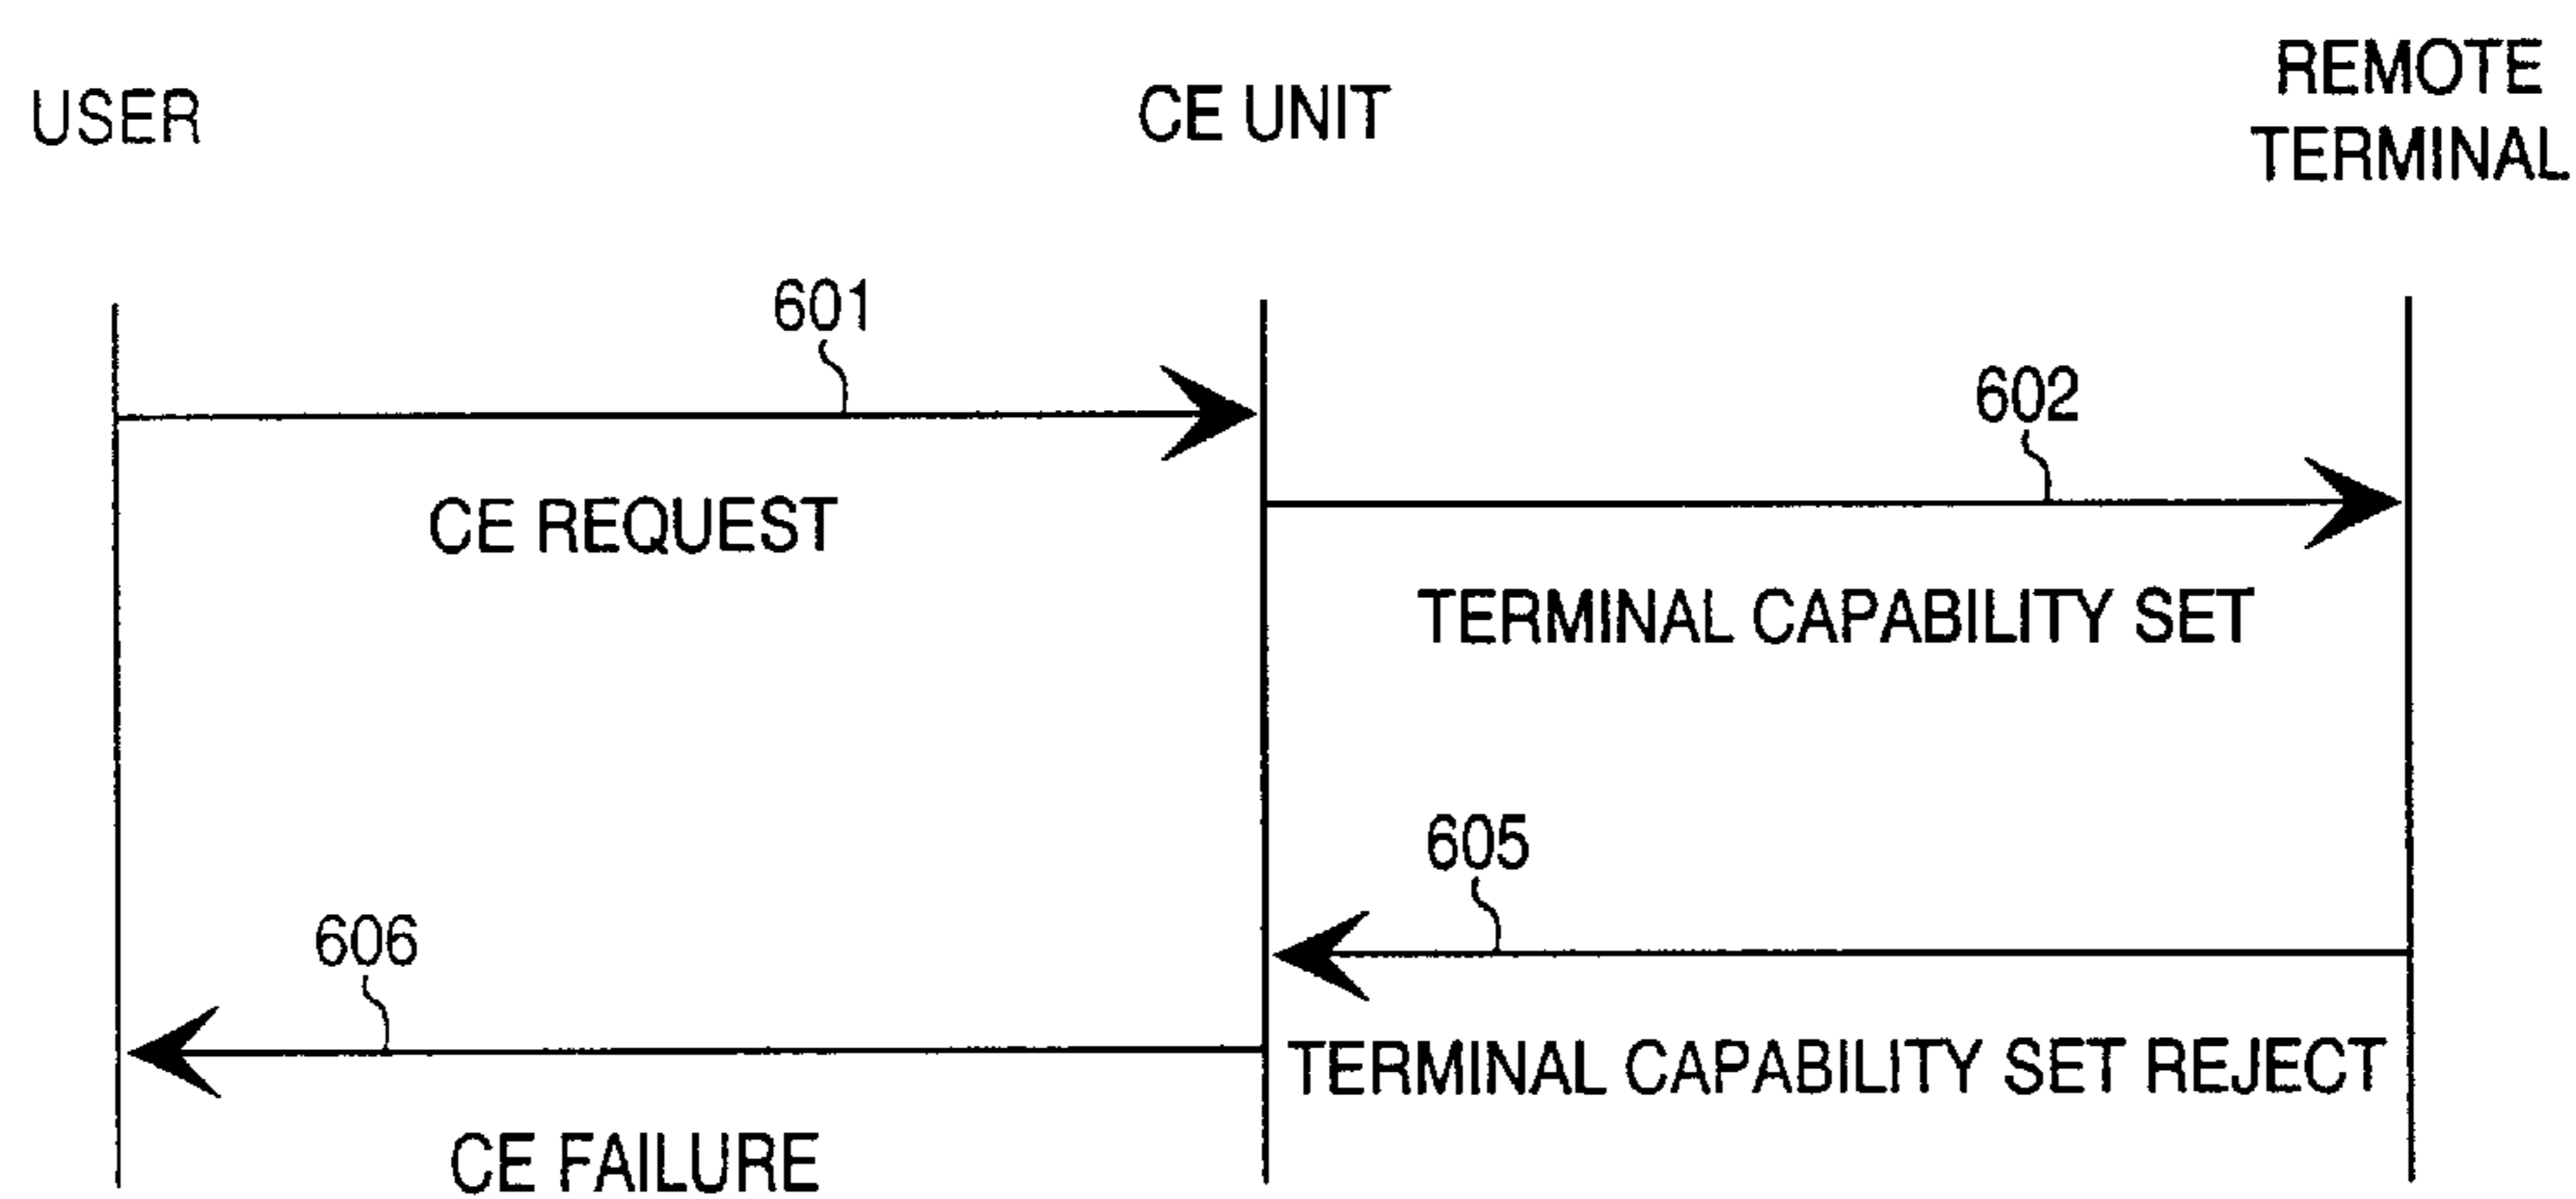 USER
CE UNIT
REMOTE
TERMINAL
601
602
CE REQUEST
TERMINAL CAPABILITY SET
605
606
TERMINAL CAPABILITY SET REJECT
CE FAILURE